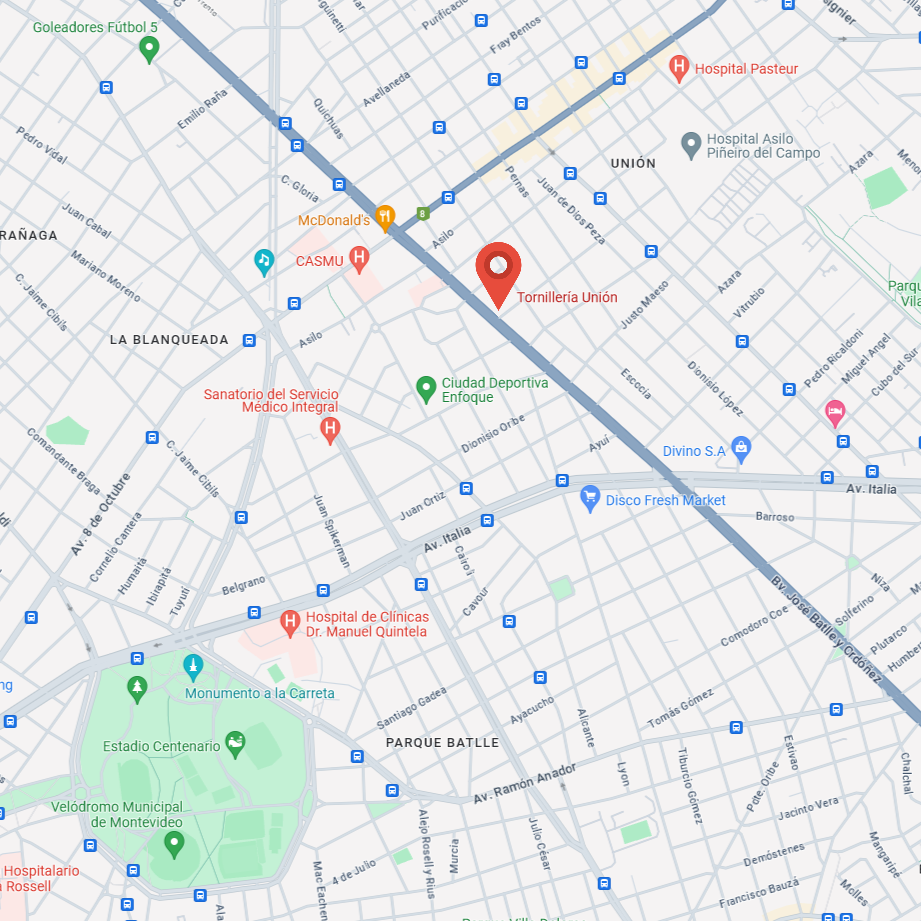 Purificación
Goleadores Fútbol 5
Fray Bentos
Hospital Pasteur
Avellaneda
Emilio Raña
Quichuas
Hospital Asilo
Piñeiro del Campo
Pedro Vidal
UNIÓN
Azara
C. Gloria
Pernas
Juan de Dios Peza
8
McDonald's
Juan Cabal
RAÑAGA
Asilo
CASMU
Mariano Moreno
Azara
C. Jaime Cibils
Tornillería Unión
Justo Maeso
Vitrubio
Parqu
Vila
LA BLANQUEADA
Asilo
Pedro Ricaldoni
Miguel Angel
Cubo del Sur
Escocia
Dionisio López
Ciudad Deportiva
Enfoque
Sanatorio del Servicio
Médico Integral
Dionisio Oribe
Ayuí
Divino S.A
Comandante Braga
C. Jaime Cibils
Av. 8 de Octubre
Av. Italia
Juan Ortiz
Disco Fresh Market
Barroso
Cornelio Cantera
Juan Spikerman
Av. Italia
Humaitá
Ibirapitá
Tuyutí
Cairoli
Belgrano
Cavour
Niza
Solferino
Bv. José Batlle y Ordóñez
Hospital de Clínicas
Dr. Manuel Quintela
Comodoro Coe
Plutarco
Humber
ng
Monumento a la Carreta
Santiago Gadea
Ayacucho
Alicante
Tomás Gómez
Estadio Centenario
PARQUE BATLLE
Estivao
Chalchal
Lyon
Tiburcio Gómez
Pcte. Oribe
Av. Ramón Anador
Velódromo Municipal
de Montevideo
Jacinto Vera
Alejo Rosell y Rius
Murcia
Julio César
Mangaripé
Demóstenes
Hospitalario
a Rossell
4 de Julio
Mac Eachen
Francisco Bauzá
Molles
Ala